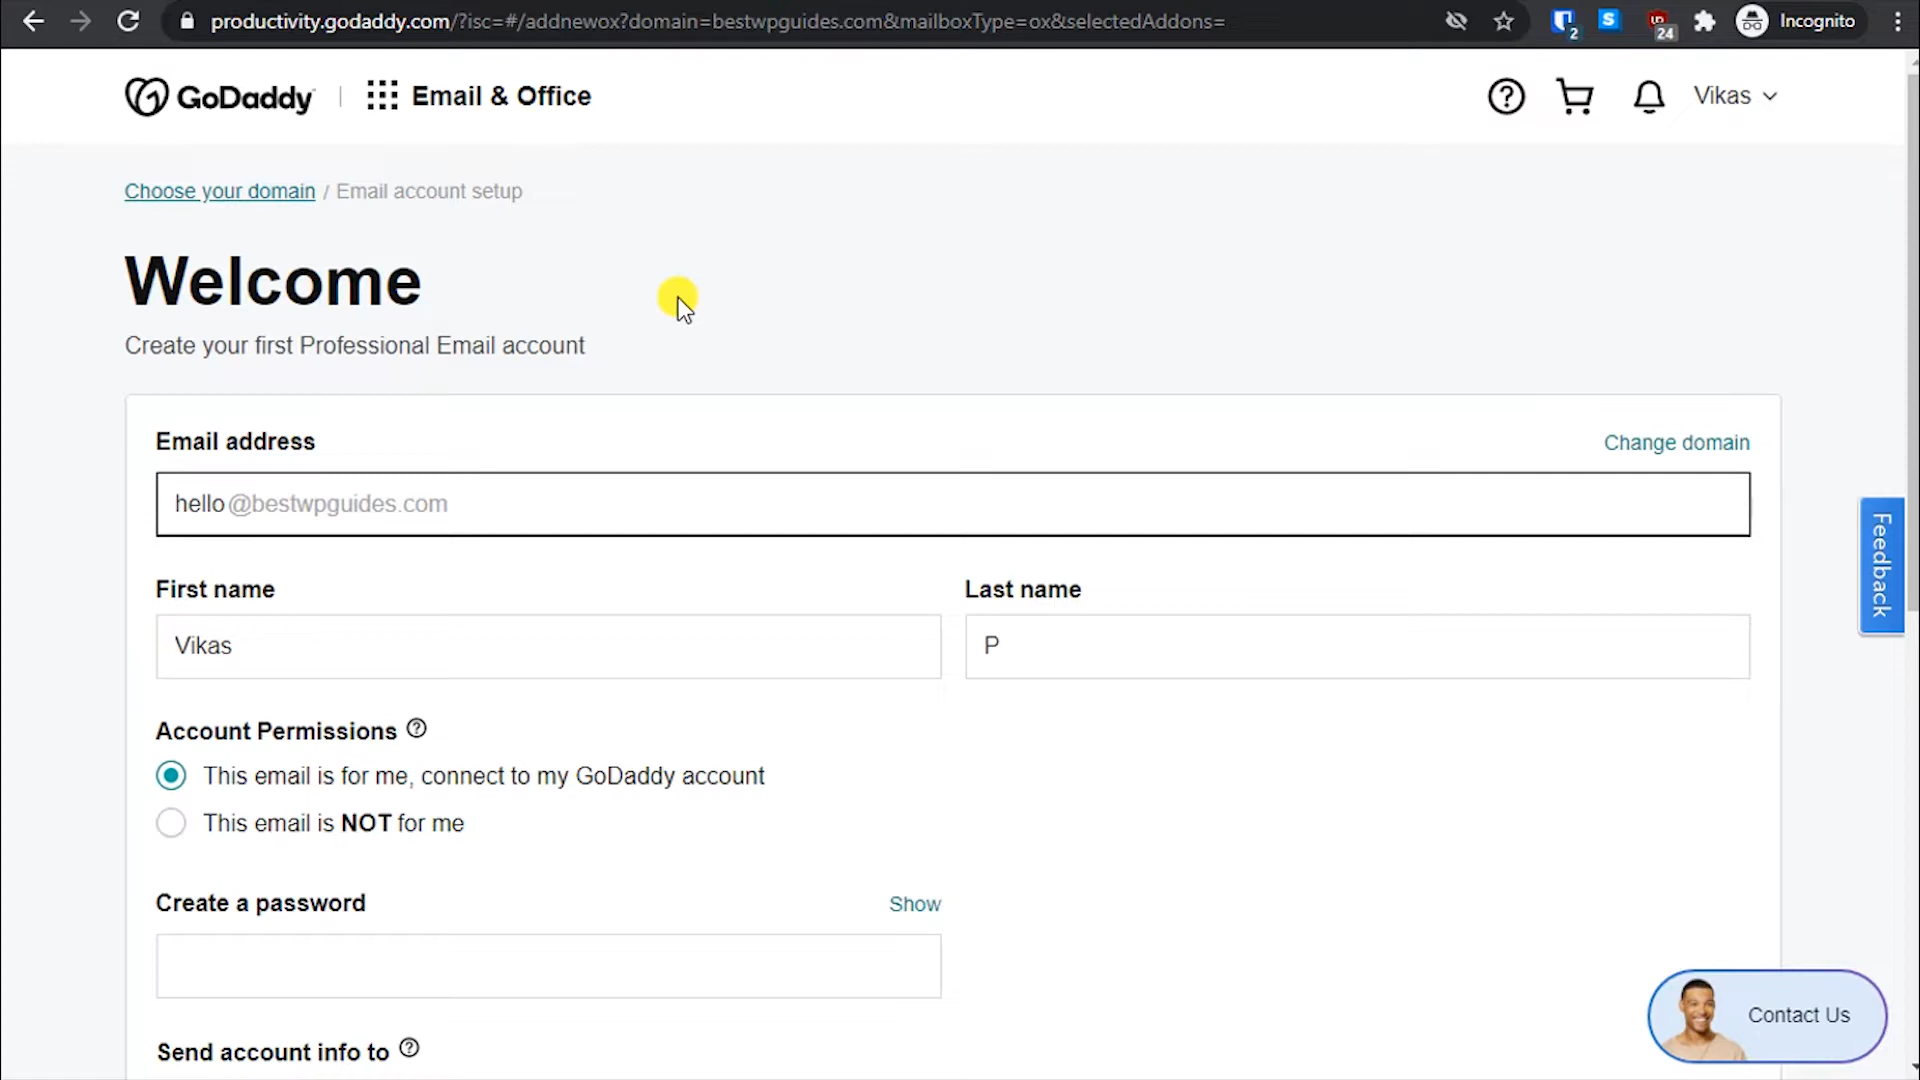 productivity.godaddy.com/?isc=#/addnewox?domain=bestwpguides.com&mailboxType=ox&selectedAddons=
2
S
24
Incognito
GoDaddy
Email & Office
Vikas
Choose your domain / Email account setup
Welcome
Create your first Professional Email account
Email address
Change domain
hello@bestwpguides.com
First name
Last name
Vikas
P
Feedback
Account Permissions ?
This email is for me, connect to my GoDaddy account
This email is NOT for me
Create a password
Show
Contact Us
Send account info to ?